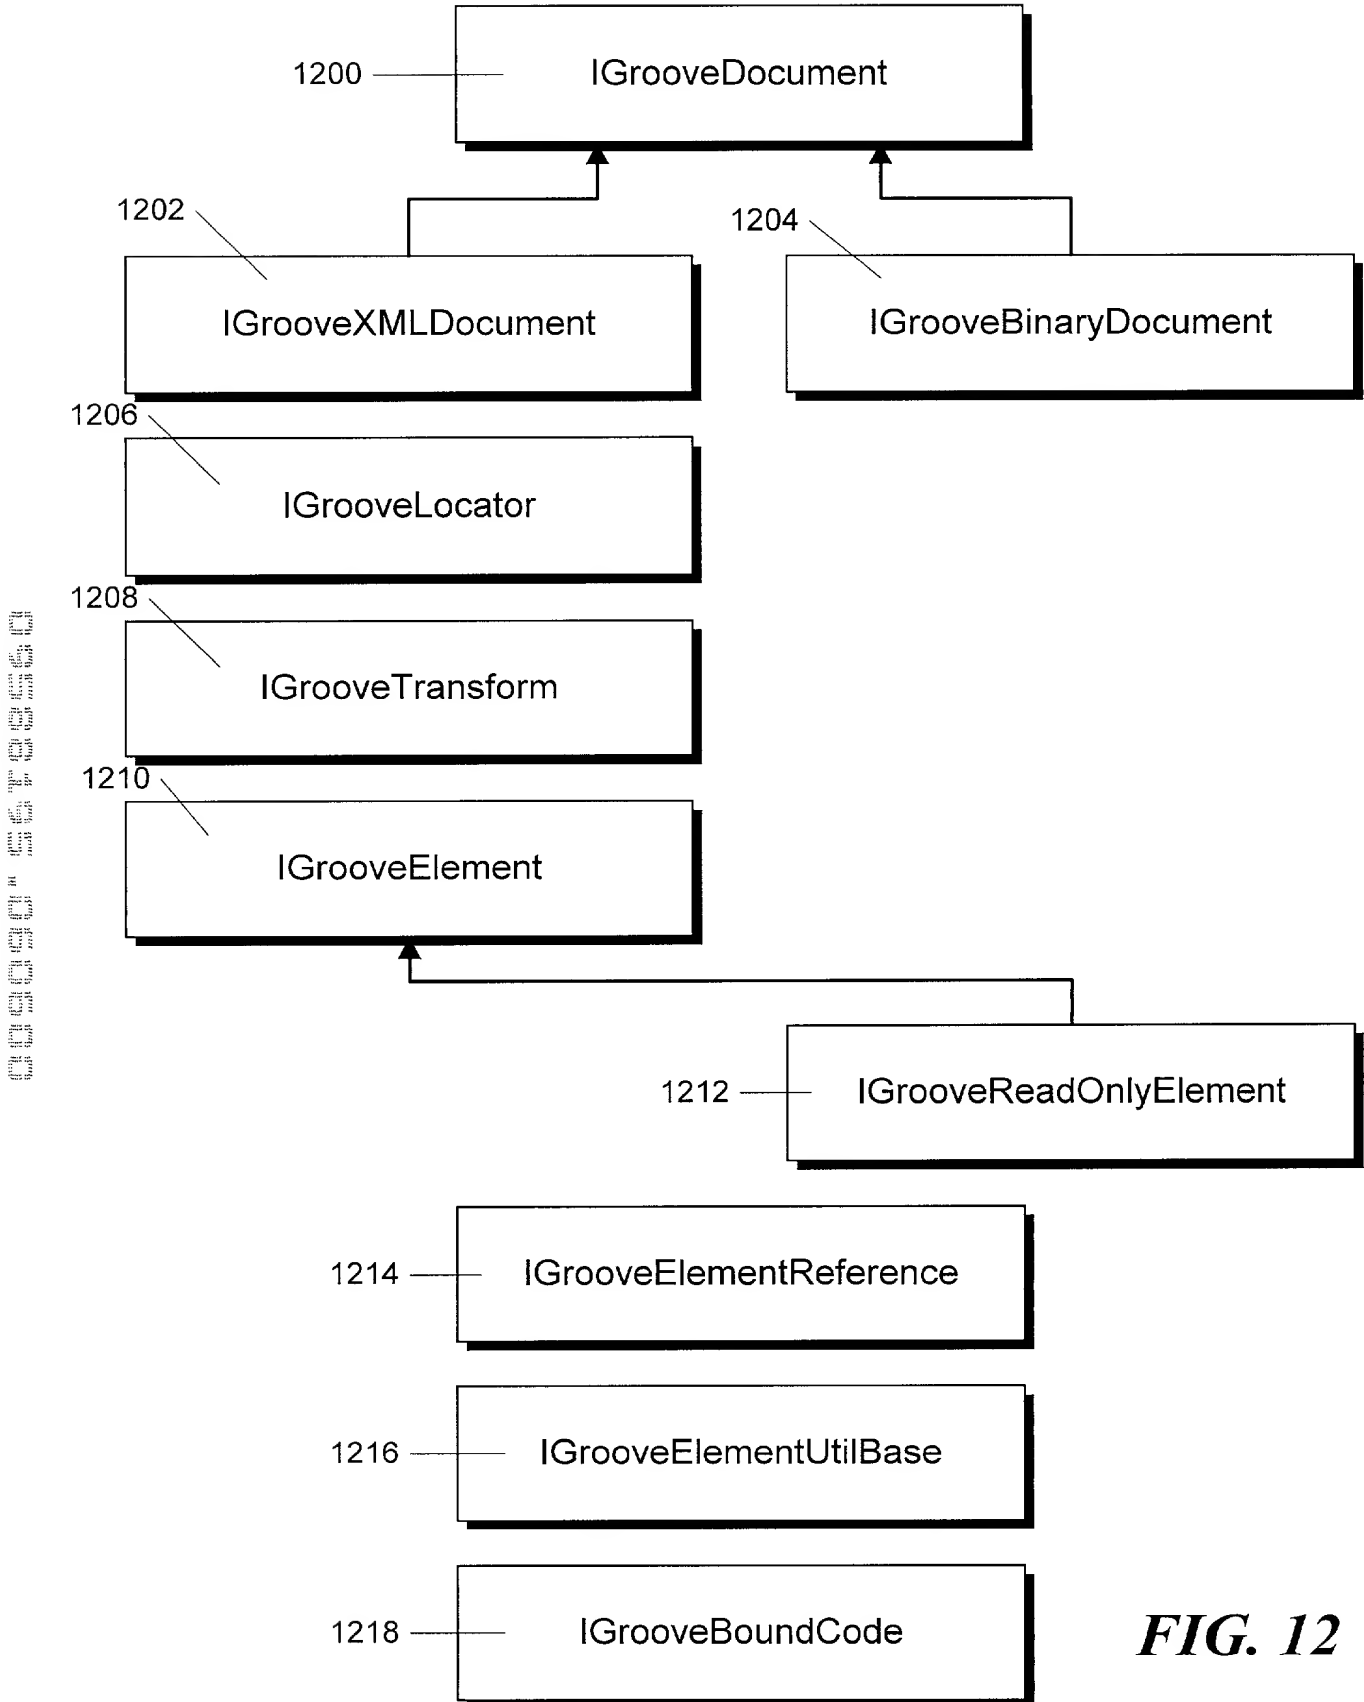 1200
IGrooveDocument
1202
1204
IGrooveXMLDocument
IGrooveBinaryDocument
1206
IGrooveLocator
1208
IGrooveTransform
1210
IGrooveElement
1212
IGrooveReadOnlyElement
1214
IGrooveElementReference
1216
IGrooveElementUtilBase
1218
IGrooveBoundCode
FIG. 12